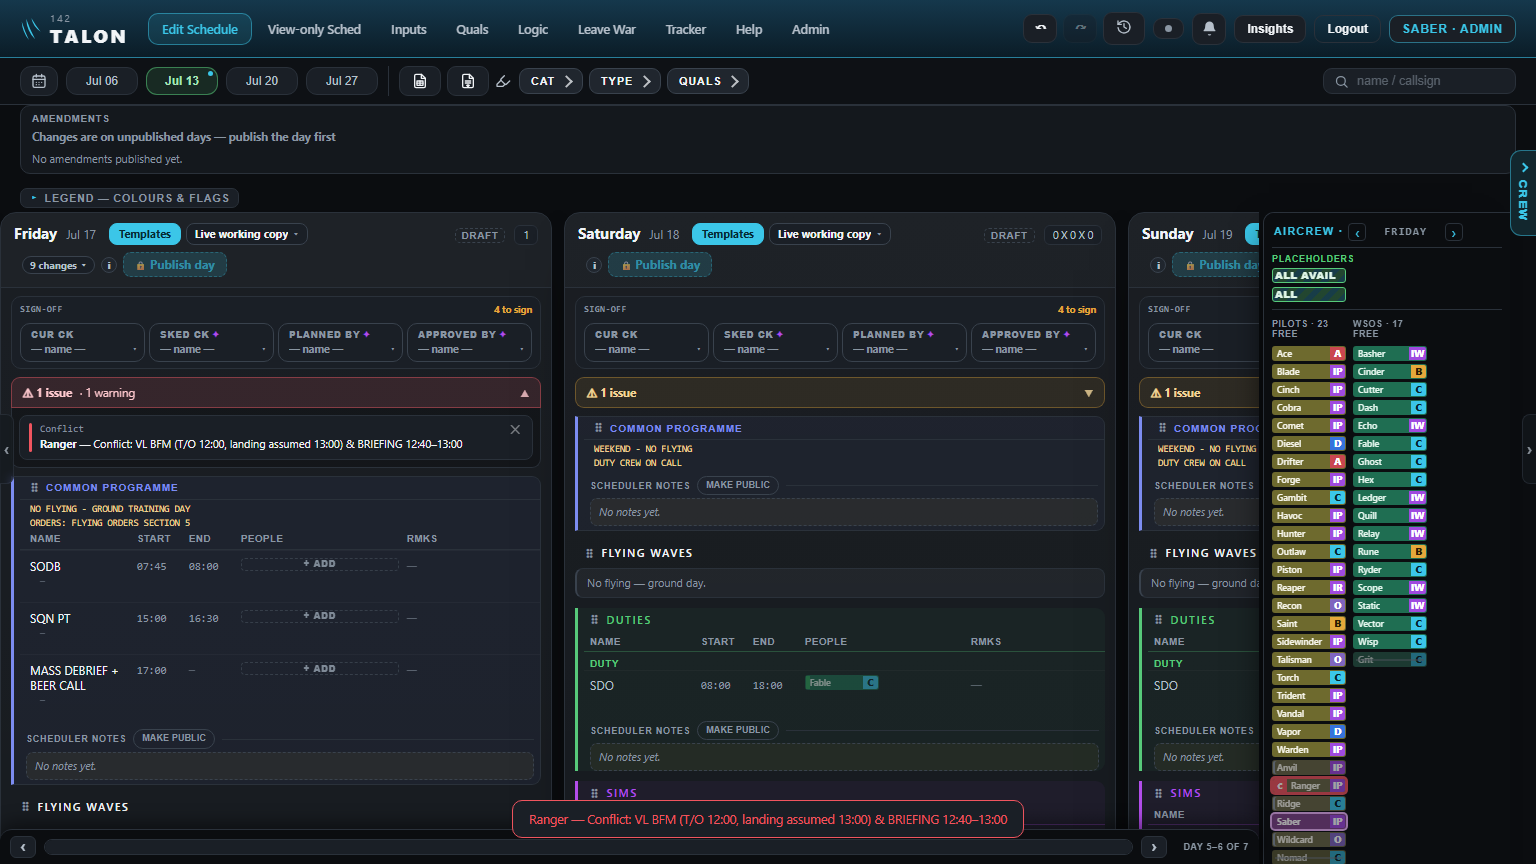 142
TALON
Edit Schedule
View-only Sched
Inputs
Quals
Logic
Leave War
Tracker
Help
Admin
Insights
Logout
SABER · ADMIN
Jul 06
Jul 13
Jul 20
Jul 27
CAT
TYPE
QUALS
name / callsign
AMENDMENTS
Changes are on unpublished days — publish the day first
No amendments published yet.
LEGEND — COLOURS & FLAGS
CREW
Friday Jul 17 Templates Live working copy DRAFT 1
9 changes i Publish day
SIGN-OFF 4 to sign
CUR CK SKED CK PLANNED BY APPROVED BY
— name — — name — — name — — name —
1 issue · 1 warning
Conflict
Ranger — Conflict: VL BFM (T/O 12:00, landing assumed 13:00) & BRIEFING 12:40–13:00
COMMON PROGRAMME
NO FLYING - GROUND TRAINING DAY
ORDERS: FLYING ORDERS SECTION 5
NAME START END PEOPLE RMKS
SODB 07:45 08:00 + ADD —
—
SQN PT 15:00 16:30 + ADD —
—
MASS DEBRIEF + BEER CALL 17:00 — + ADD —
—
SCHEDULER NOTES MAKE PUBLIC
No notes yet.
FLYING WAVES
Saturday Jul 18 Templates Live working copy DRAFT 0X0X0
i Publish day
SIGN-OFF 4 to sign
CUR CK SKED CK PLANNED BY APPROVED BY
— name — — name — — name — — name —
1 issue
COMMON PROGRAMME
WEEKEND - NO FLYING
DUTY CREW ON CALL
SCHEDULER NOTES MAKE PUBLIC
No notes yet.
FLYING WAVES
No flying — ground day.
DUTIES
NAME START END PEOPLE RMKS
DUTY
SDO 08:00 18:00 Fable C —
SCHEDULER NOTES MAKE PUBLIC
No notes yet.
SIMS
Sunday Jul 19 T
i Publish day
SIGN-OFF
CUR CK
— name —
1 issue
COMMON PROG
WEEKEND - NO FLYING
DUTY CREW ON CALL
SCHEDULER NOTES
No notes yet.
FLYING WAVES
No flying — ground da
DUTIES
NAME
DUTY
SDO
SCHEDULER NOTES
No notes yet.
SIMS
NAME
AIRCREW · FRIDAY
PLACEHOLDERS
ALL AVAIL
ALL
PILOTS · 23 FREE
Ace A
Blade IP
Cinch IP
Cobra IP
Comet IP
Diesel D
Drifter A
Forge IP
Gambit C
Havoc IP
Hunter IP
Outlaw C
Piston IP
Reaper IR
Recon O
Saint B
Sidewinder IP
Talisman O
Torch C
Trident IP
Vandal IP
Vapor D
Warden IP
Anvil IP
C Ranger IP
Ridge C
Saber IP
Wildcard O
Nomad C
WSOS · 17 FREE
Basher IW
Cinder B
Cutter C
Dash C
Echo IW
Fable C
Ghost C
Hex C
Ledger IW
Quill IW
Relay IW
Rune B
Ryder C
Scope IW
Static IW
Vector C
Wisp C
Grit C
Ranger — Conflict: VL BFM (T/O 12:00, landing assumed 13:00) & BRIEFING 12:40–13:00
DAY 5–6 OF 7